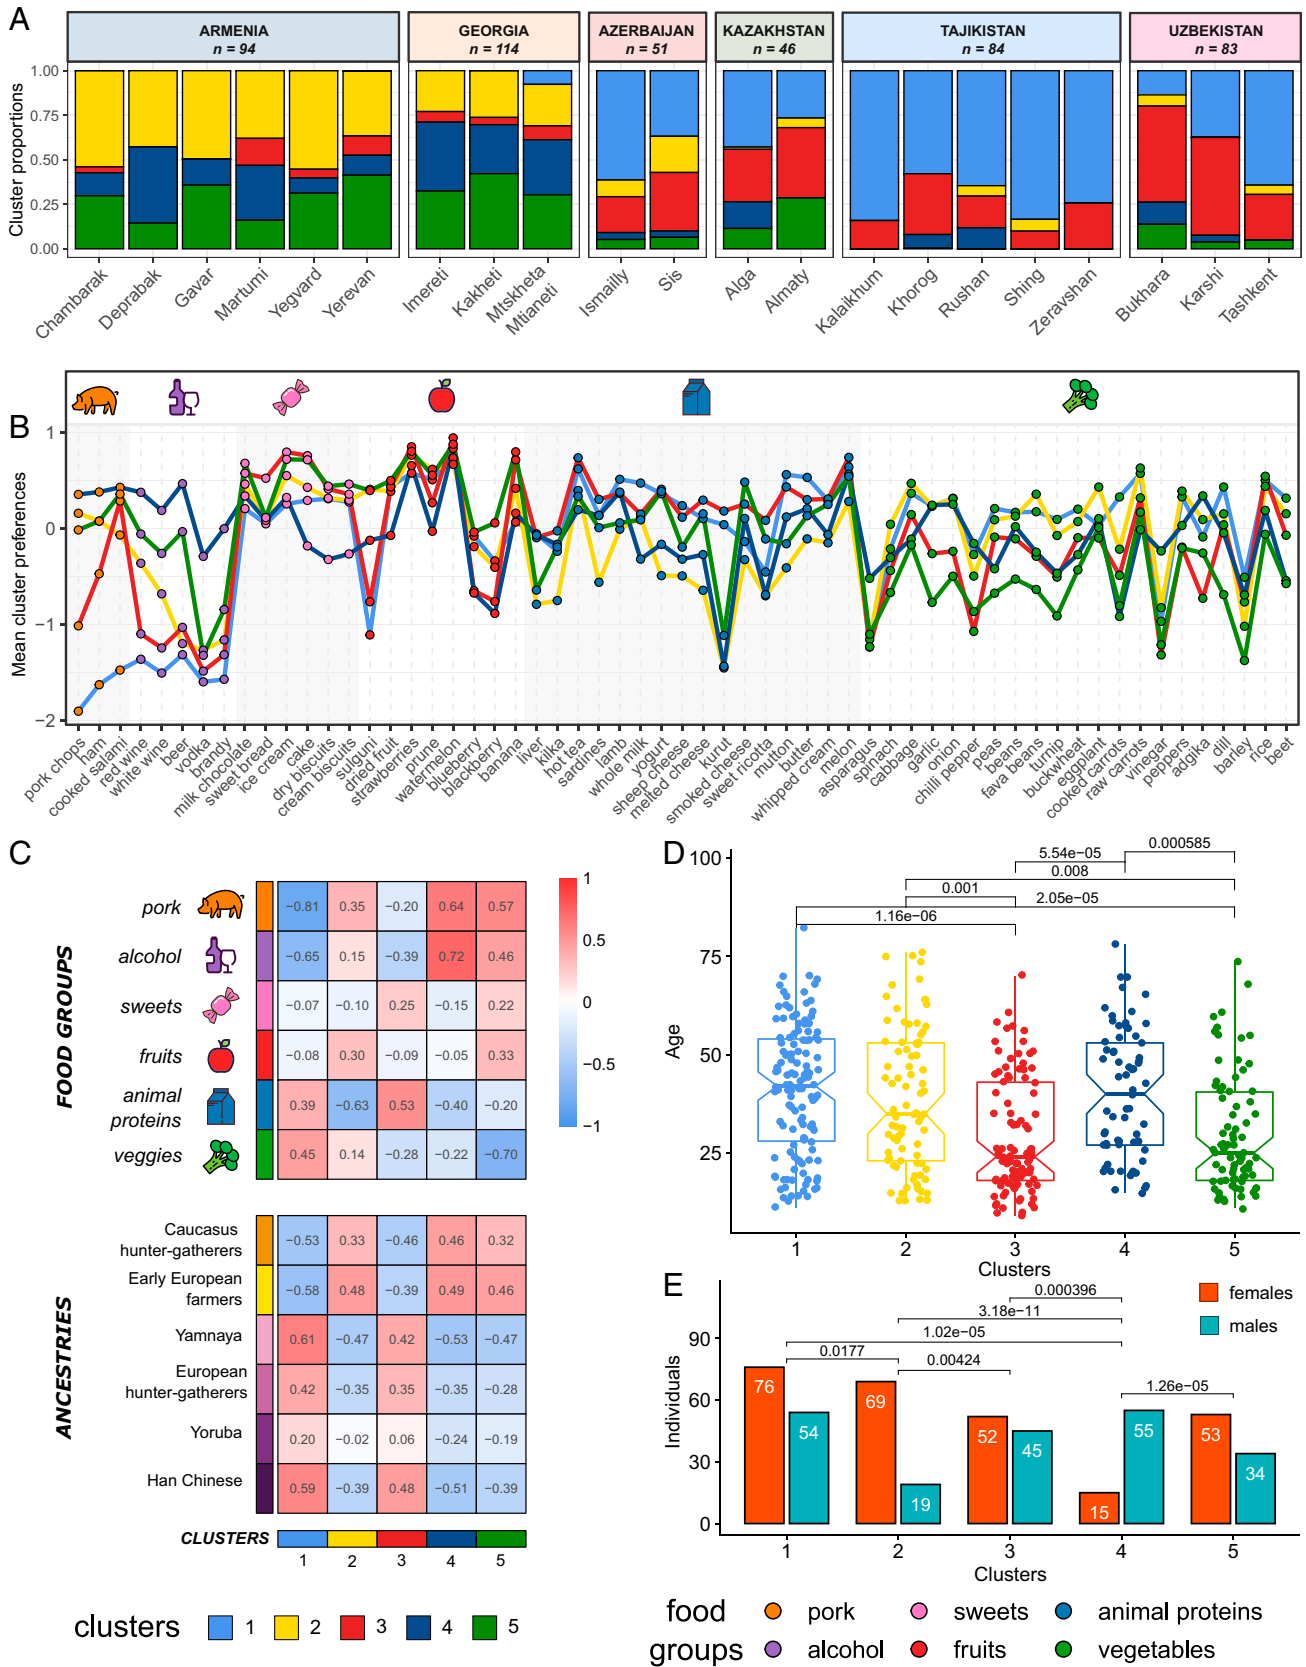 A
ARMENIA
n = 94
GEORGIA
n = 114
AZERBAIJAN
n = 51
KAZAKHSTAN
n = 46
TAJIKISTAN
n = 84
UZBEKISTAN
n = 83
Cluster proportions
1.00
0.75
0.50
0.25
0.00
Chambarak
Deprabak
Gavar
Martumi
Yegvard
Yerevan
Imereti
Kakheti
Mtskheta
Mtianeti
Ismailly
Sis
Alga
Almaty
Kalaikhum
Khorog
Rushan
Shing
Zeravshan
Bukhara
Karshi
Tashkent
B
Mean cluster preferences
1
0
−1
−2
pork chops
ham
cooked salami
red wine
white wine
beer
vodka
brandy
milk chocolate
sweet bread
ice cream
cake
dry biscuits
cream biscuits
sulguni
dried fruit
strawberries
prune
watermelon
blueberry
blackberry
banana
liver
kilka
hot tea
sardines
lamb
whole milk
yogurt
sheep cheese
melted cheese
kurut
smoked cheese
sweet ricotta
mutton
butter
whipped cream
melon
asparagus
spinach
cabbage
garlic
onion
chilli pepper
peas
beans
fava beans
turnip
buckwheat
eggplant
cooked carrots
raw carrots
vinegar
peppers
adgika
dill
barley
rice
beet
C
FOOD GROUPS
pork
−0.81 0.35 −0.20 0.64 0.57
alcohol
−0.65 0.15 −0.39 0.72 0.46
sweets
−0.07 −0.10 0.25 −0.15 0.22
fruits
−0.08 0.30 −0.09 −0.05 0.33
animal
proteins
0.39 −0.63 0.53 −0.40 −0.20
veggies
0.45 0.14 −0.28 −0.22 −0.70
1
0.5
0
−0.5
−1
ANCESTRIES
Caucasus
hunter-gatherers
−0.53 0.33 −0.46 0.46 0.32
Early European
farmers
−0.58 0.48 −0.39 0.49 0.46
Yamnaya
0.61 −0.47 0.42 −0.53 −0.47
European
hunter-gatherers
0.42 −0.35 0.35 −0.35 −0.28
Yoruba
0.20 −0.02 0.06 −0.24 −0.19
Han Chinese
0.59 −0.39 0.48 −0.51 −0.39
CLUSTERS
1 2 3 4 5
D
Age
100
75
50
25
0.000585
5.54e−05
0.008
0.001
2.05e−05
1.16e−06
1 2 3 4 5
Clusters
E
females
males
Individuals
90
60
30
0
0.000396
3.18e−11
1.02e−05
0.0177
0.00424
1.26e−05
76 54 69 19 52 45 15 55 53 34
1 2 3 4 5
Clusters
clusters 1 2 3 4 5
food
groups
pork
sweets
animal proteins
alcohol
fruits
vegetables